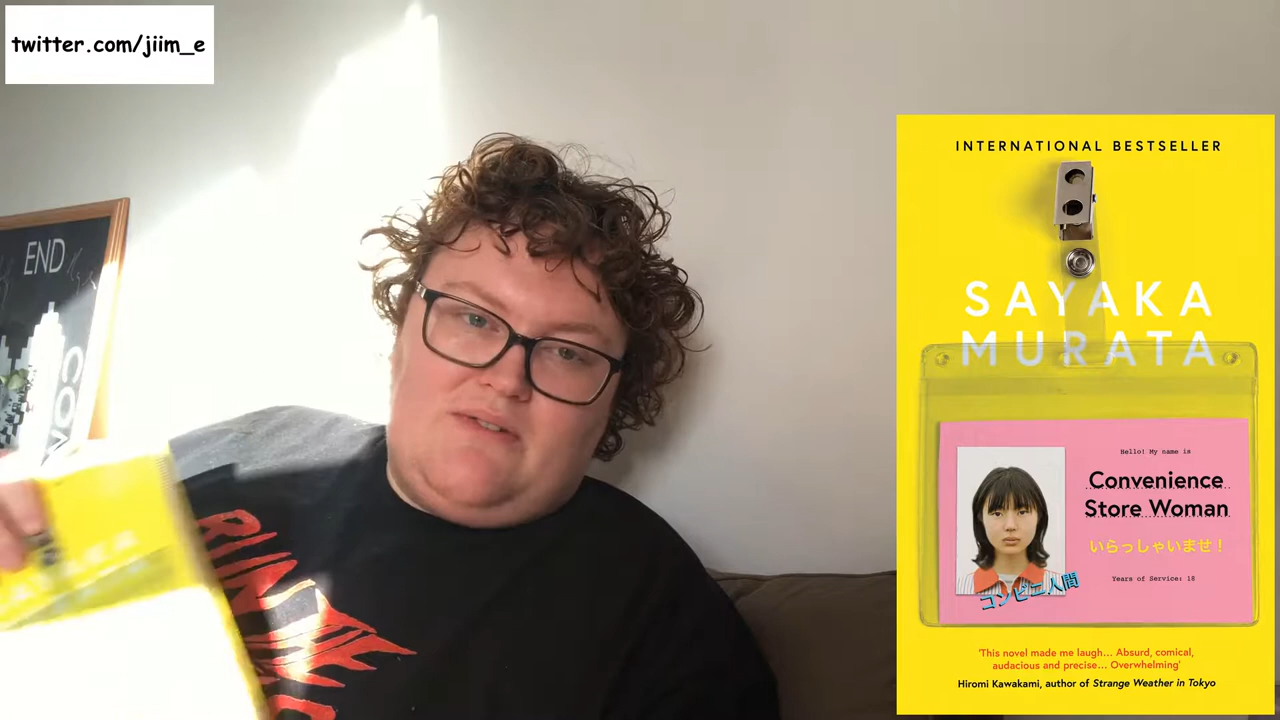 twitter.com/jiim_e
END
INTERNATIONAL BESTSELLER
SAYAKA
MURATA
Hello! My name is
Convenience
Store Woman
いらっしゃいませ!
コンビニ人間
Years of Service: 18
'This novel made me laugh... Absurd, comical,
audacious and precise... Overwhelming'
Hiromi Kawakami, author of Strange Weather in Tokyo